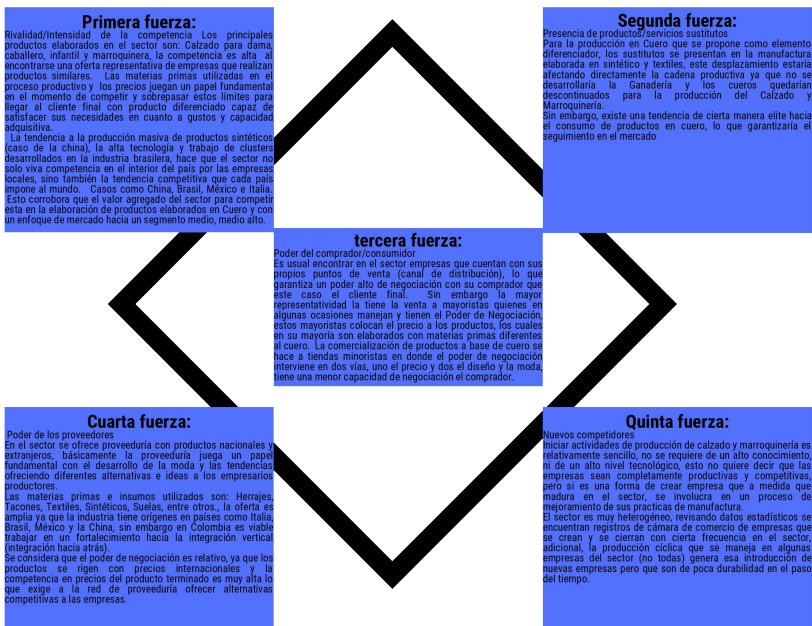 Primera fuerza:
Rivalidad/Intensidad de la competencia Los principales
productos elaborados en el sector son: Calzado para dama,
caballero, infantil y marroquinera, la competencia es alta al
encontrarse una oferta representativa de empresas que realizan
productos similares. Las materias primas utilizadas en el
proceso productivo y los precios juegan un papel fundamental
en el momento de competir y sobrepasar estos límites para
llegar al cliente final con producto diferenciado capaz de
satisfacer sus necesidades en cuanto a gustos y capacidad
adquisitiva.
La tendencia a la producción masiva de productos sintéticos
(caso de la china), la alta tecnología y trabajo de clusters
desarrollados en la industria brasilera, hace que el sector no
solo viva competencia en el interior del país por las empresas
locales, sino también la tendencia competitiva que cada país
impone al mundo. Casos como China, Brasil, México e Italia.
Esto corrobora que el valor agregado del sector para competir
esta en la elaboración de productos elaborados en Cuero y con
un enfoque de mercado hacia un segmento medio, medio alto.
Segunda fuerza:
Presencia de productos/servicios sustitutos
Para la producción en Cuero que se propone como elemento
diferenciador, los sustitutos se presentan en la manufactura
elaborada en sintético y textiles, este desplazamiento estaría
afectando directamente la cadena productiva ya que no se
desarrollaría la Ganadería y los cueros quedarían
descontinuados para la producción del Calzado y
Marroquinería.
Sin embargo, existe una tendencia de cierta manera elite hacia
el consumo de productos en cuero, lo que garantizaría el
seguimiento en el mercado
tercera fuerza:
Poder del comprador/consumidor
Es usual encontrar en el sector empresas que cuentan con sus
propios puntos de venta (canal de distribución), lo que
garantiza un poder alto de negociación con su comprador que
este caso el cliente final. Sin embargo la mayor
representatividad la tiene la venta a mayoristas quienes en
algunas ocasiones manejan y tienen el Poder de Negociación,
estos mayoristas colocan el precio a los productos, los cuales
en su mayoría son elaborados con materias primas diferentes
al cuero. La comercialización de productos a base de cuero se
hace a tiendas minoristas en donde el poder de negociación
interviene en dos vías, uno el precio y dos el diseño y la moda,
tiene una menor capacidad de negociación el comprador.
Cuarta fuerza:
Poder de los proveedores
En el sector se ofrece proveeduría con productos nacionales y
extranjeros, básicamente la proveeduría juega un papel
fundamental con el desarrollo de la moda y las tendencias
ofreciendo diferentes alternativas e ideas a los empresarios
productores.
Las materias primas e insumos utilizados son: Herrajes,
Tacones, Textiles, Sintéticos, Suelas, entre otros., la oferta es
amplia ya que la industria tiene orígenes en países como Italia,
Brasil, México y la China, sin embargo en Colombia es viable
trabajar en un fortalecimiento hacia la integración vertical
(integración hacia atrás).
Se considera que el poder de negociación es relativo, ya que los
productos se rigen con precios internacionales y la
competencia en precios del producto terminado es muy alta lo
que exige a la red de proveeduría ofrecer alternativas
competitivas a las empresas.
Quinta fuerza:
Nuevos competidores
Iniciar actividades de producción de calzado y marroquinería es
relativamente sencillo, no se requiere de un alto conocimiento,
ni de un alto nivel tecnológico, esto no quiere decir que las
empresas sean completamente productivas y competitivas,
pero si es una forma de crear empresa que a medida que
madura en el sector, se involucra en un proceso de
mejoramiento de sus practicas de manufactura.
El sector es muy heterogéneo, revisando datos estadísticos se
encuentran registros de cámara de comercio de empresas que
se crean y se cierran con cierta frecuencia en el sector,
adicional, la producción cíclica que se maneja en algunas
empresas del sector (no todas) genera esa introducción de
nuevas empresas pero que son de poca durabilidad en el paso
del tiempo.